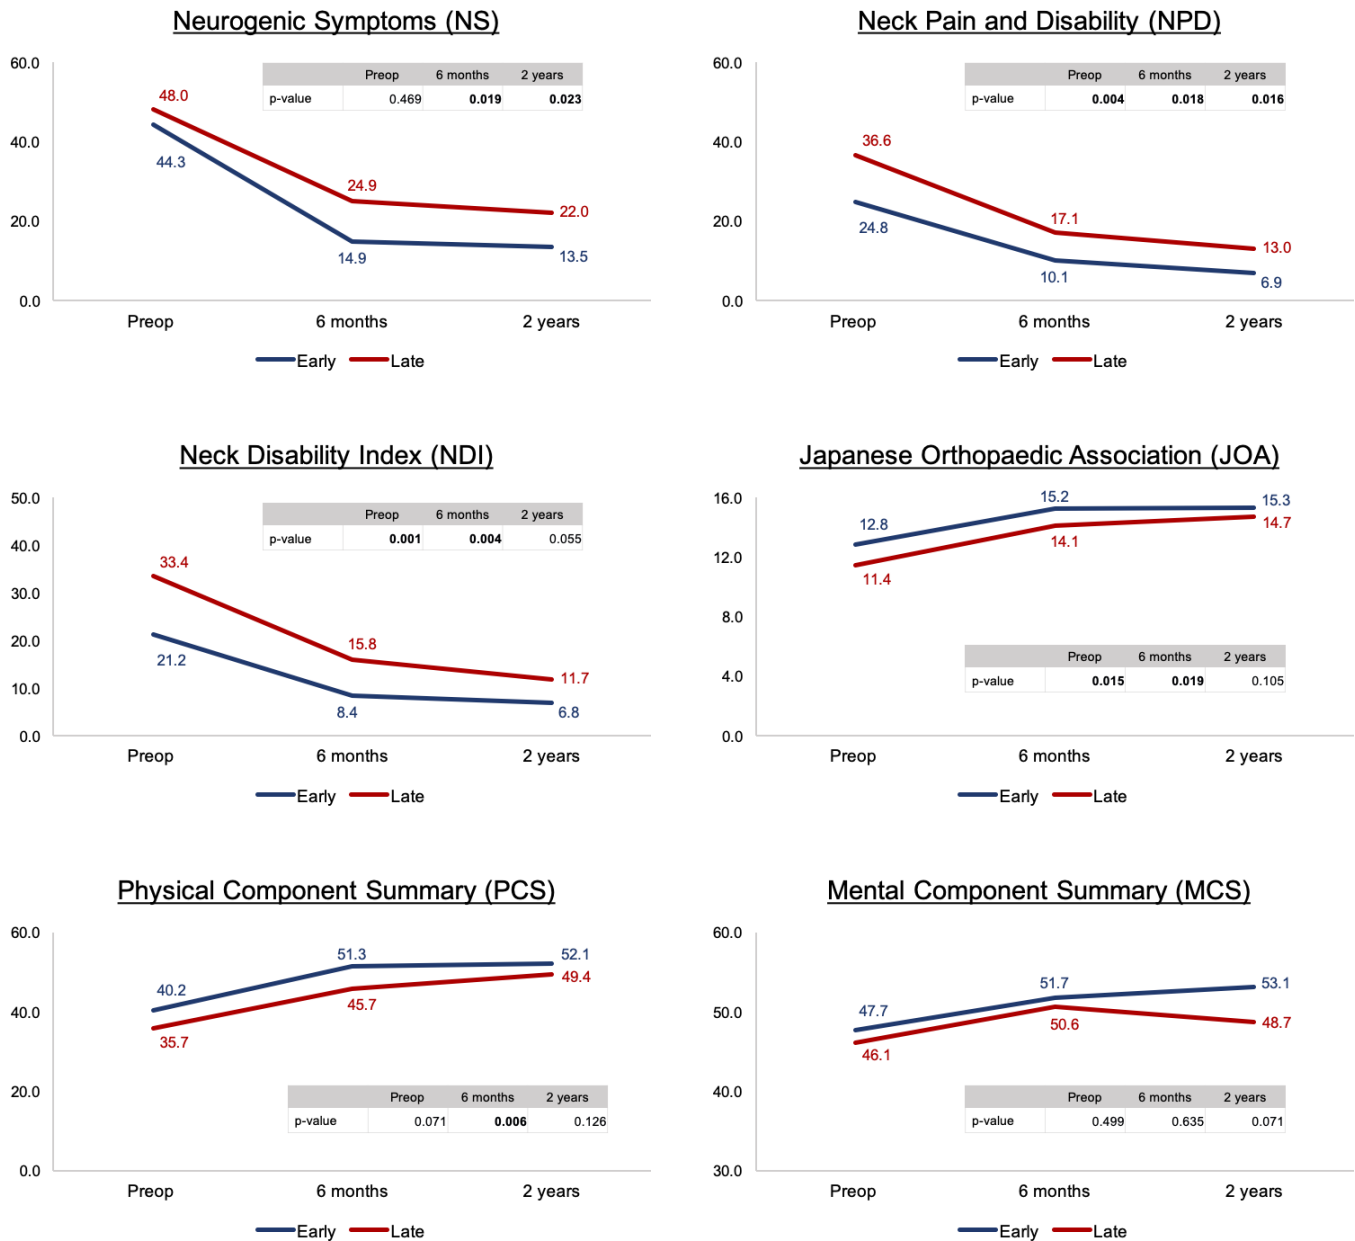 Neurogenic Symptoms (NS)
60.0
40.0
20.0
0.0
Preop 6 months 2 years
p-value 0.469 0.019 0.023
48.0
44.3
24.9
14.9
22.0
13.5
Preop 6 months 2 years
Early Late
Neck Pain and Disability (NPD)
60.0
40.0
20.0
0.0
Preop 6 months 2 years
p-value 0.004 0.018 0.016
36.6
24.8
17.1
10.1
13.0
6.9
Preop 6 months 2 years
Early Late
Neck Disability Index (NDI)
50.0
40.0
30.0
20.0
10.0
0.0
Preop 6 months 2 years
p-value 0.001 0.004 0.055
33.4
21.2
15.8
8.4
11.7
6.8
Preop 6 months 2 years
Early Late
Japanese Orthopaedic Association (JOA)
16.0
12.0
8.0
4.0
0.0
12.8
11.4
15.2
14.1
15.3
14.7
Preop 6 months 2 years
p-value 0.015 0.019 0.105
Preop 6 months 2 years
Early Late
Physical Component Summary (PCS)
60.0
40.0
20.0
0.0
40.2
35.7
51.3
45.7
52.1
49.4
Preop 6 months 2 years
p-value 0.071 0.006 0.126
Preop 6 months 2 years
Early Late
Mental Component Summary (MCS)
60.0
50.0
40.0
30.0
47.7
46.1
51.7
50.6
53.1
48.7
Preop 6 months 2 years
p-value 0.499 0.635 0.071
Preop 6 months 2 years
Early Late